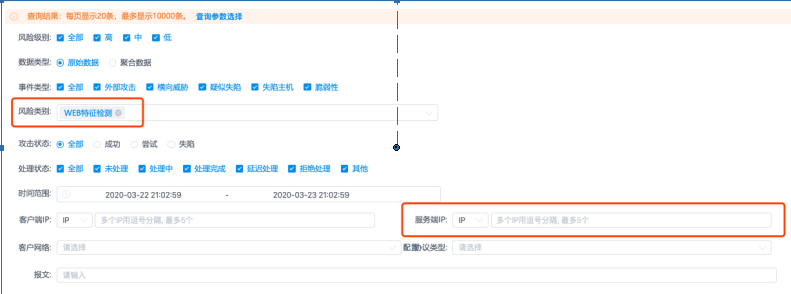 查询结果：每页显示20条，最多显示10000条。 查询参数选择
风险级别: 全部 高 中 低
数据类型: 原始数据 聚合数据
事件类型: 全部 外部攻击 横向威胁 疑似失陷 失陷主机 脆弱性
风险类别: WEB特征检测
攻击状态: 全部 成功 尝试 失陷
处理状态: 全部 未处理 处理中 处理完成 延迟处理 拒绝处理 其他
时间范围: 2020-03-22 21:02:59 - 2020-03-23 21:02:59
客户端IP: IP 多个IP用逗号分隔, 最多5个 服务端IP: IP 多个IP用逗号分隔, 最多5个
客户网络: 请选择 协议类型: 请选择
报文: 请输入